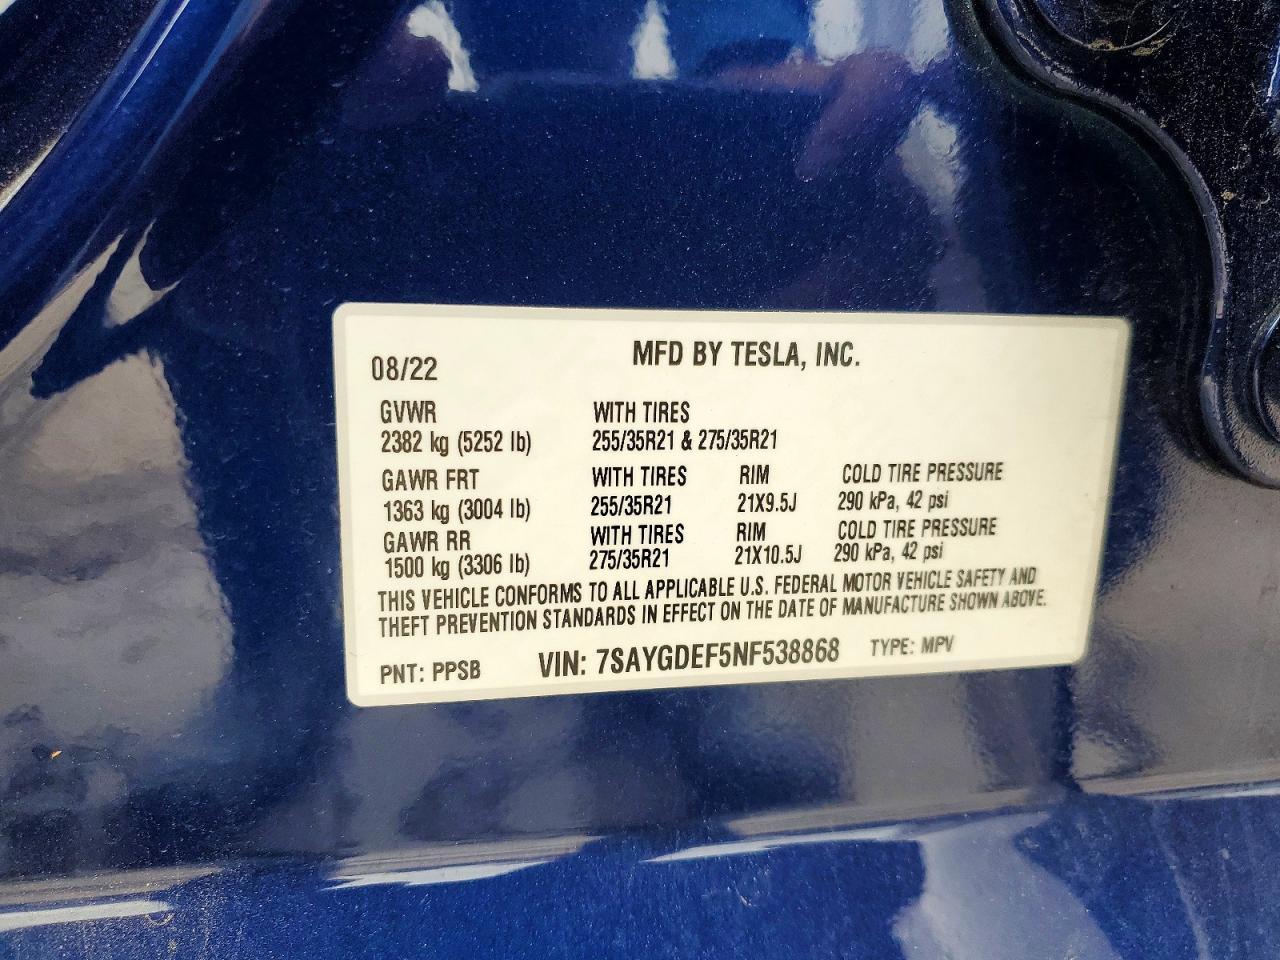 08/22 MFD BY TESLA, INC.
GVWR WITH TIRES
2382 kg (5252 lb) 255/35R21 & 275/35R21
GAWR FRT WITH TIRES RIM COLD TIRE PRESSURE
1363 kg (3004 lb) 255/35R21 21X9.5J 290 kPa, 42 psi
GAWR RR WITH TIRES RIM COLD TIRE PRESSURE
1500 kg (3306 lb) 275/35R21 21X10.5J 290 kPa, 42 psi
THIS VEHICLE CONFORMS TO ALL APPLICABLE U.S. FEDERAL MOTOR VEHICLE SAFETY AND
THEFT PREVENTION STANDARDS IN EFFECT ON THE DATE OF MANUFACTURE SHOWN ABOVE.
PNT: PPSB VIN: 7SAYGDEF5NF538868 TYPE: MPV